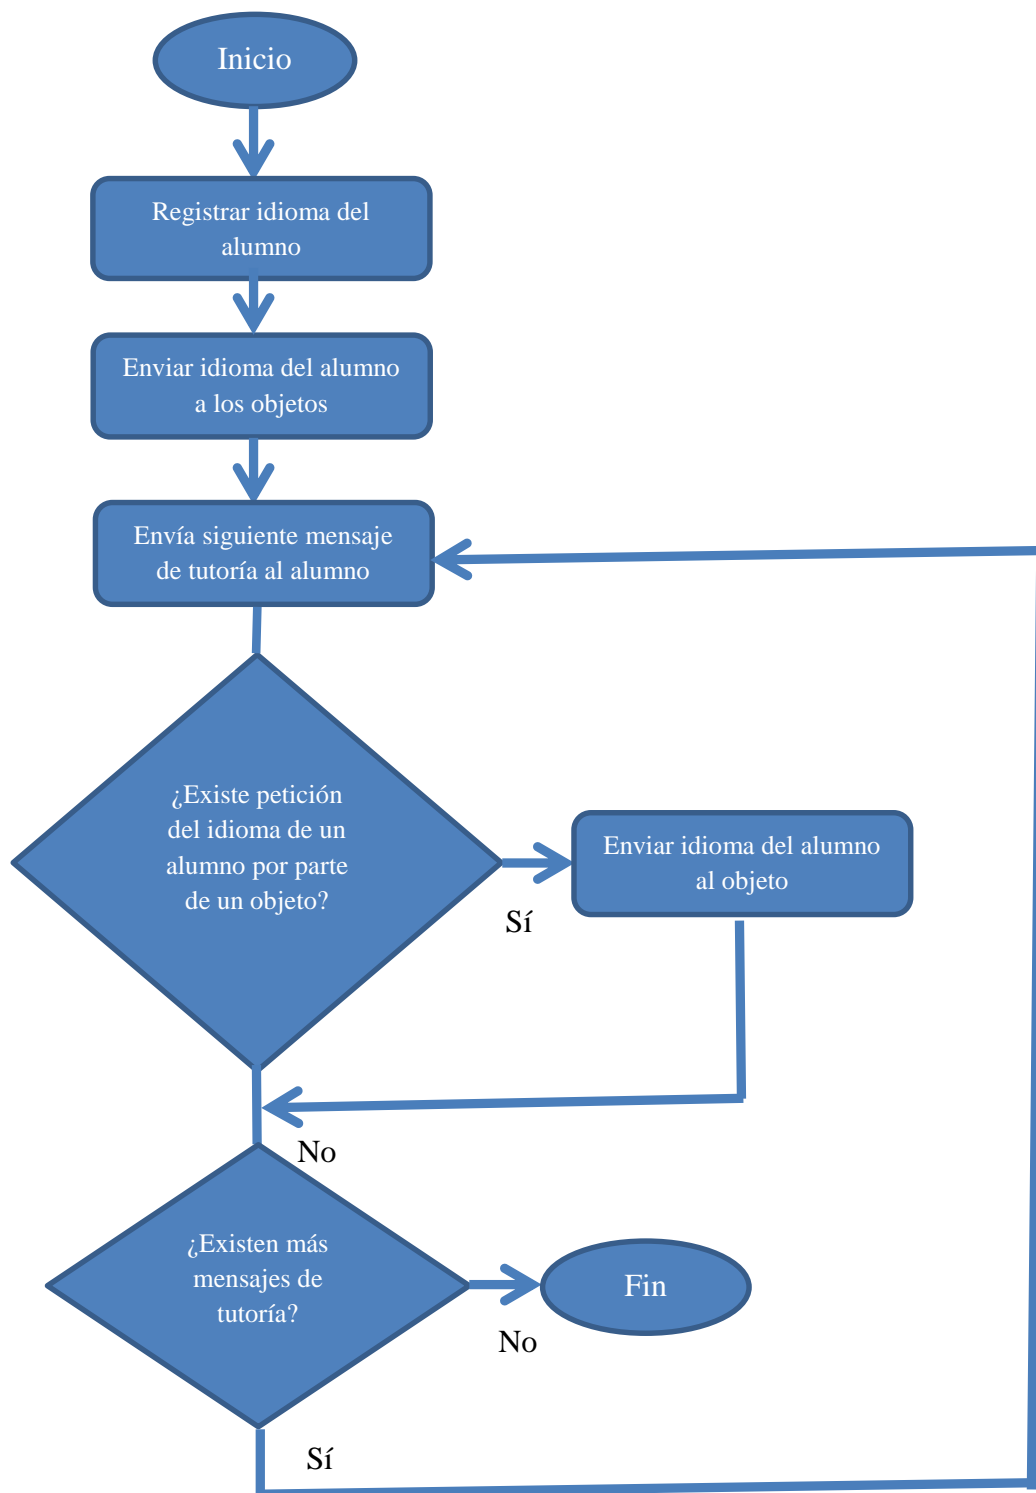 Inicio
Registrar idioma del
alumno
Enviar idioma del alumno
a los objetos
Envía siguiente mensaje
de tutoría al alumno
¿Existe petición
del idioma de un
alumno por parte
de un objeto?
Enviar idioma del alumno
al objeto
Sí
No
¿Existen más
mensajes de
tutoría?
Fin
No
Sí